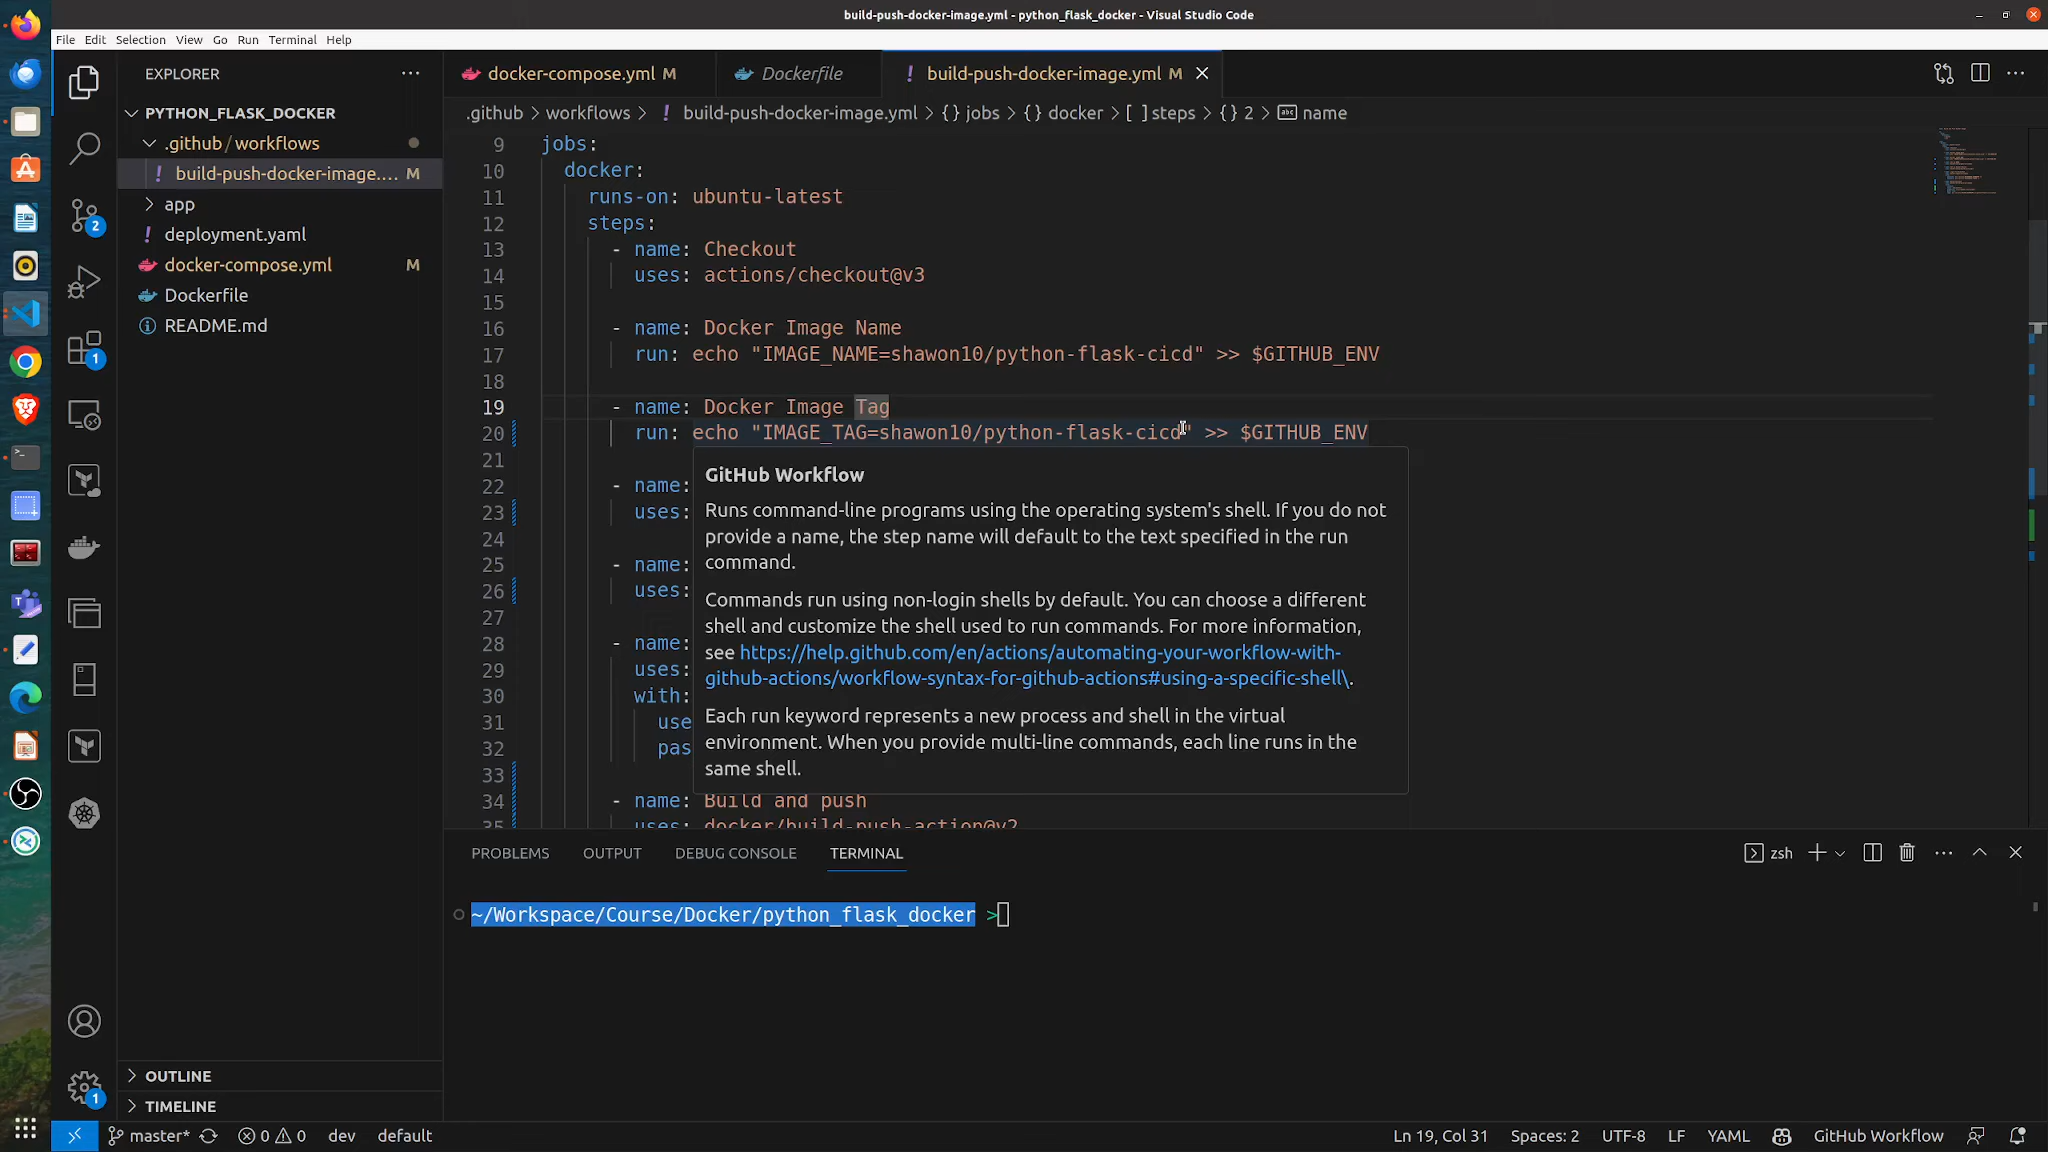 build-push-docker-image.yml - python_flask_docker - Visual Studio Code
File Edit Selection View Go Run Terminal Help
EXPLORER
PYTHON_FLASK_DOCKER
.github / workflows
! build-push-docker-image.... M
app
! deployment.yaml
docker-compose.yml M
Dockerfile
README.md
OUTLINE
TIMELINE
2
1
1
docker-compose.yml M
Dockerfile
! build-push-docker-image.yml M
.github > workflows > ! build-push-docker-image.yml > {} jobs > {} docker > [ ] steps > {} 2 > abc name
9 jobs:
10 docker:
11 runs-on: ubuntu-latest
12 steps:
13 - name: Checkout
14 uses: actions/checkout@v3
15
16 - name: Docker Image Name
17 run: echo "IMAGE_NAME=shawon10/python-flask-cicd" >> $GITHUB_ENV
18
19 - name: Docker Image Tag
20 run: echo "IMAGE_TAG=shawon10/python-flask-cicd" >> $GITHUB_ENV
21
22 - name:
23 uses:
24
25 - name:
26 uses:
27
28 - name:
29 uses:
30 with:
31 use
32 pas
33
34 - name: Build and push
35 uses: docker/build-push-action@v2
GitHub Workflow
Runs command-line programs using the operating system's shell. If you do not
provide a name, the step name will default to the text specified in the run
command.
Commands run using non-login shells by default. You can choose a different
shell and customize the shell used to run commands. For more information,
see https://help.github.com/en/actions/automating-your-workflow-with-
github-actions/workflow-syntax-for-github-actions#using-a-specific-shell\.
Each run keyword represents a new process and shell in the virtual
environment. When you provide multi-line commands, each line runs in the
same shell.
PROBLEMS OUTPUT DEBUG CONSOLE TERMINAL
zsh
~/Workspace/Course/Docker/python_flask_docker >
master* 0 0 dev default
Ln 19, Col 31 Spaces: 2 UTF-8 LF YAML GitHub Workflow